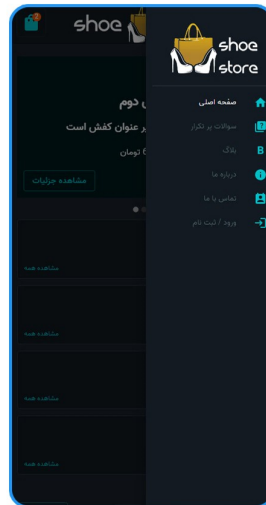 shoe
shoe
store
دوم
ر عنوان کفش است
تومان
مشاهده جزئیات
صفحه اصلی
سوالات پر تکرار
بلاگ
درباره ما
تماس با ما
ورود / ثبت نام
مشاهده همه
مشاهده همه
مشاهده همه
مشاهده همه